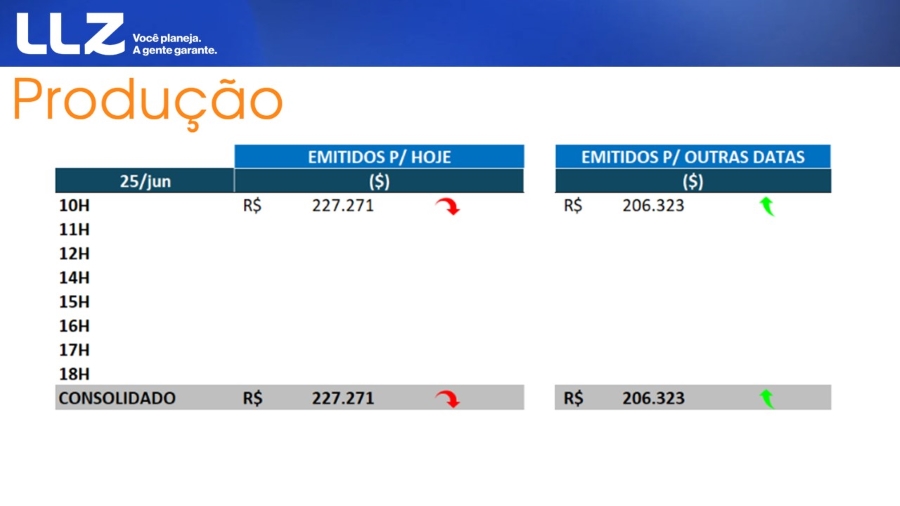 LLZ
Você planeja.
A gente garante.
Produção
EMITIDOS P/ HOJE EMITIDOS P/ OUTRAS DATAS
25/jun ($) ($)
10H R$ 227.271 R$ 206.323
11H
12H
14H
15H
16H
17H
18H
CONSOLIDADO R$ 227.271 R$ 206.323